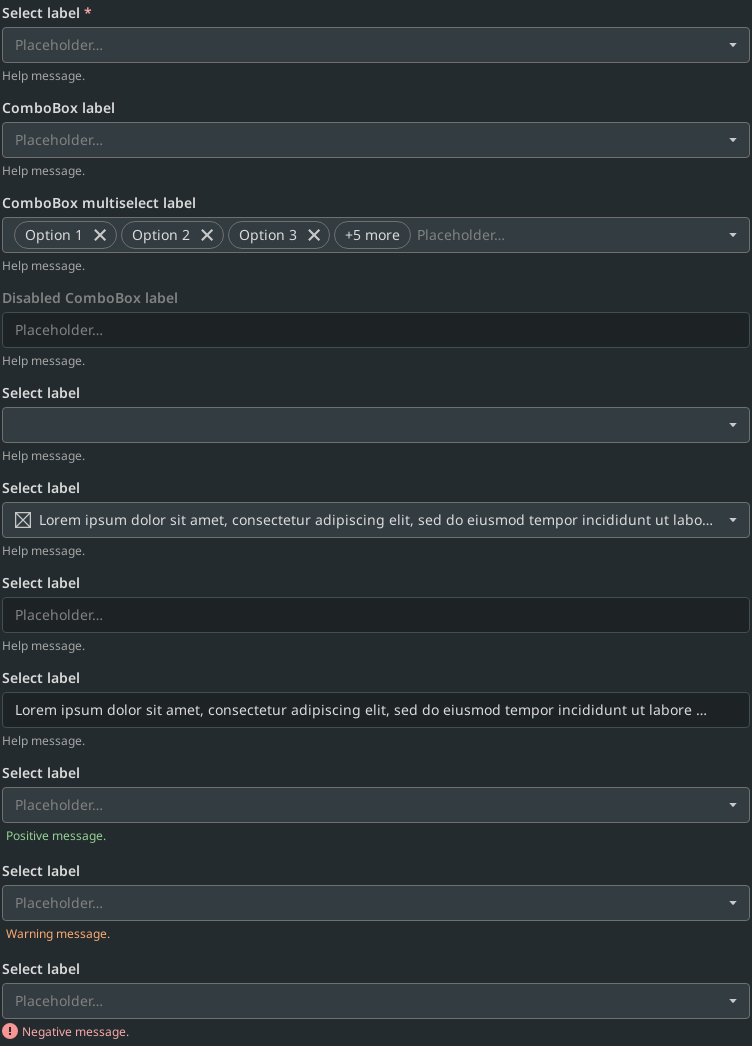 Select label *
Placeholder...
Help message.
ComboBox label
Placeholder...
Help message.
ComboBox multiselect label
Option 1 Option 2 Option 3 +5 more Placeholder...
Help message.
Disabled ComboBox label
Placeholder...
Help message.
Select label
Help message.
Select label
Lorem ipsum dolor sit amet, consectetur adipiscing elit, sed do eiusmod tempor incididunt ut labo...
Help message.
Select label
Placeholder...
Help message.
Select label
Lorem ipsum dolor sit amet, consectetur adipiscing elit, sed do eiusmod tempor incididunt ut labore ...
Help message.
Select label
Placeholder...
Positive message.
Select label
Placeholder...
Warning message.
Select label
Placeholder...
Negative message.